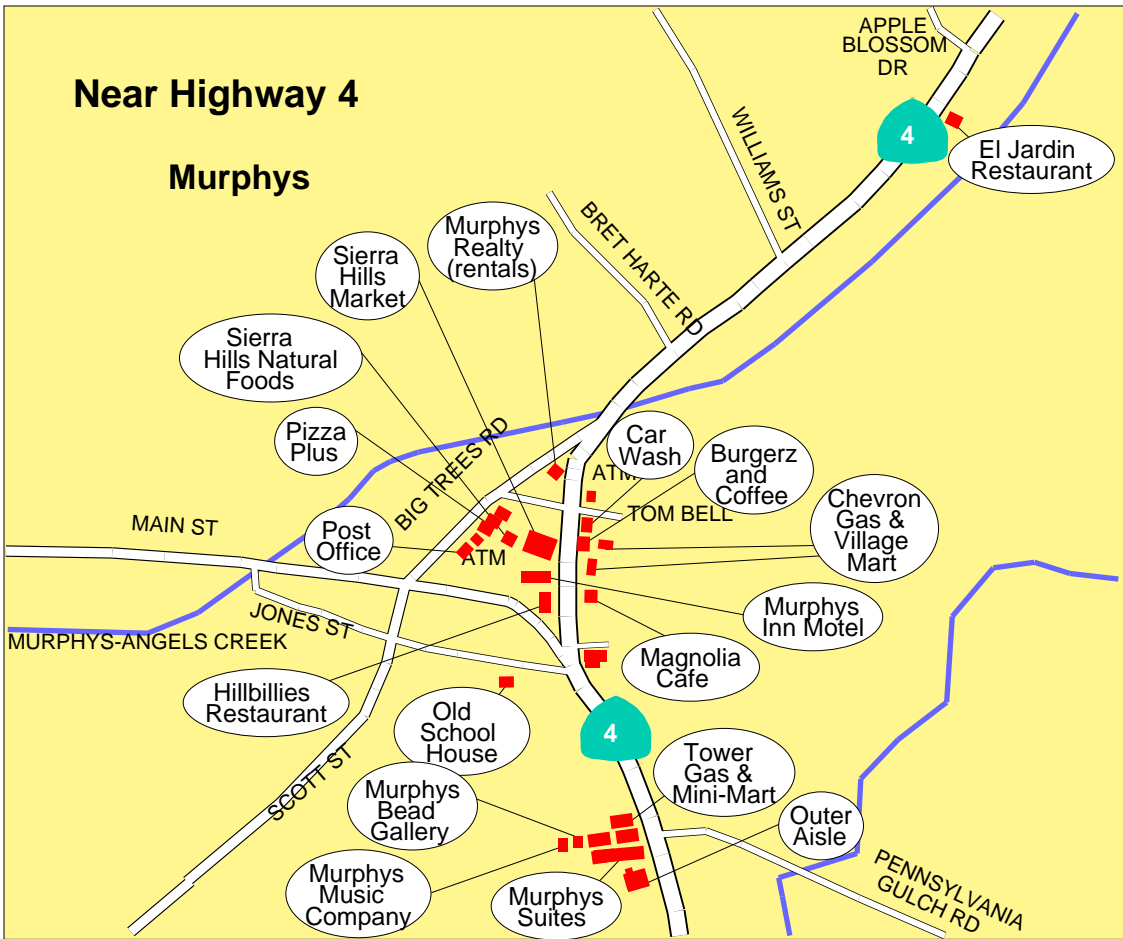 APPLE
BLOSSOM
DR
Near Highway 4
4
WILLIAMS ST
El Jardin
Restaurant
Murphys
BRET HARTE RD
Murphys
Realty
(rentals)
Sierra
Hills
Market
Sierra
Hills Natural
Foods
Pizza
Plus
BIG TREES RD
Car
Wash
ATM
Burgerz
and
Coffee
Chevron
Gas &
Village
Mart
TOM BELL
MAIN ST
Post
Office
ATM
JONES ST
Murphys
Inn Motel
MURPHYS-ANGELS CREEK
Magnolia
Cafe
Hillbillies
Restaurant
Old
School
House
4
SCOTT ST
Tower
Gas &
Mini-Mart
Murphys
Bead
Gallery
Outer
Aisle
Murphys
Music
Company
Murphys
Suites
PENNSYLVANIA
GULCH RD